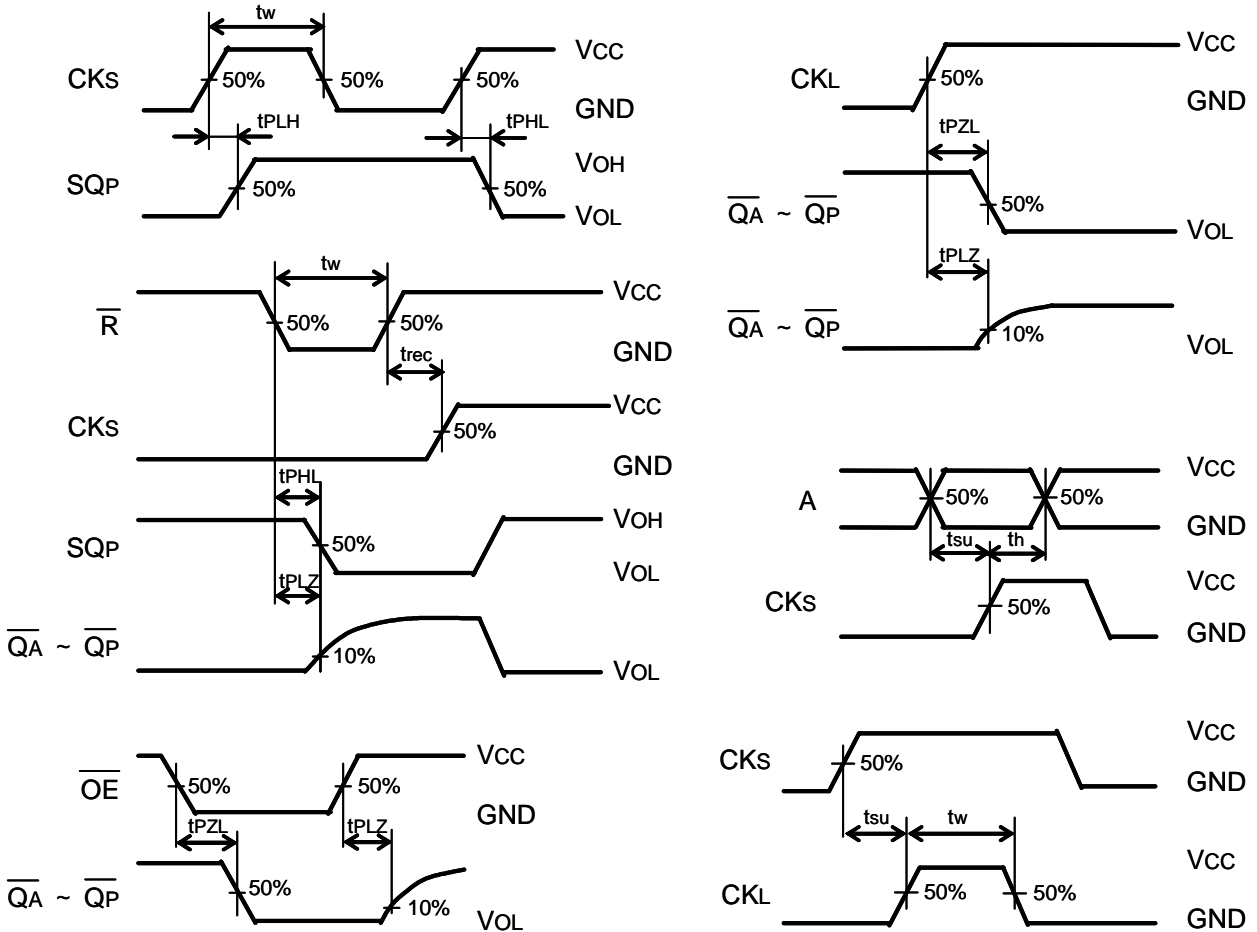 tw
CKS 50% 50% 50% VCC
GND
tPLH tPHL
SQP 50% 50% VOH
VOL
tw
R 50% 50% VCC
GND
trec
CKS 50% VCC
GND
tPHL
SQP 50% VOH
VOL
tPLZ
QA ~ QP 10% VOL
OE 50% 50% VCC
GND
tPZL tPLZ
QA ~ QP 50% 10% VOL
CKL 50% VCC
GND
tPZL
QA ~ QP 50% VOL
tPLZ
QA ~ QP 10% VOL
A 50% 50% VCC
GND
tsu th
CKS 50% VCC
GND
CKS 50% VCC
GND
tsu tw
CKL 50% 50% VCC
GND